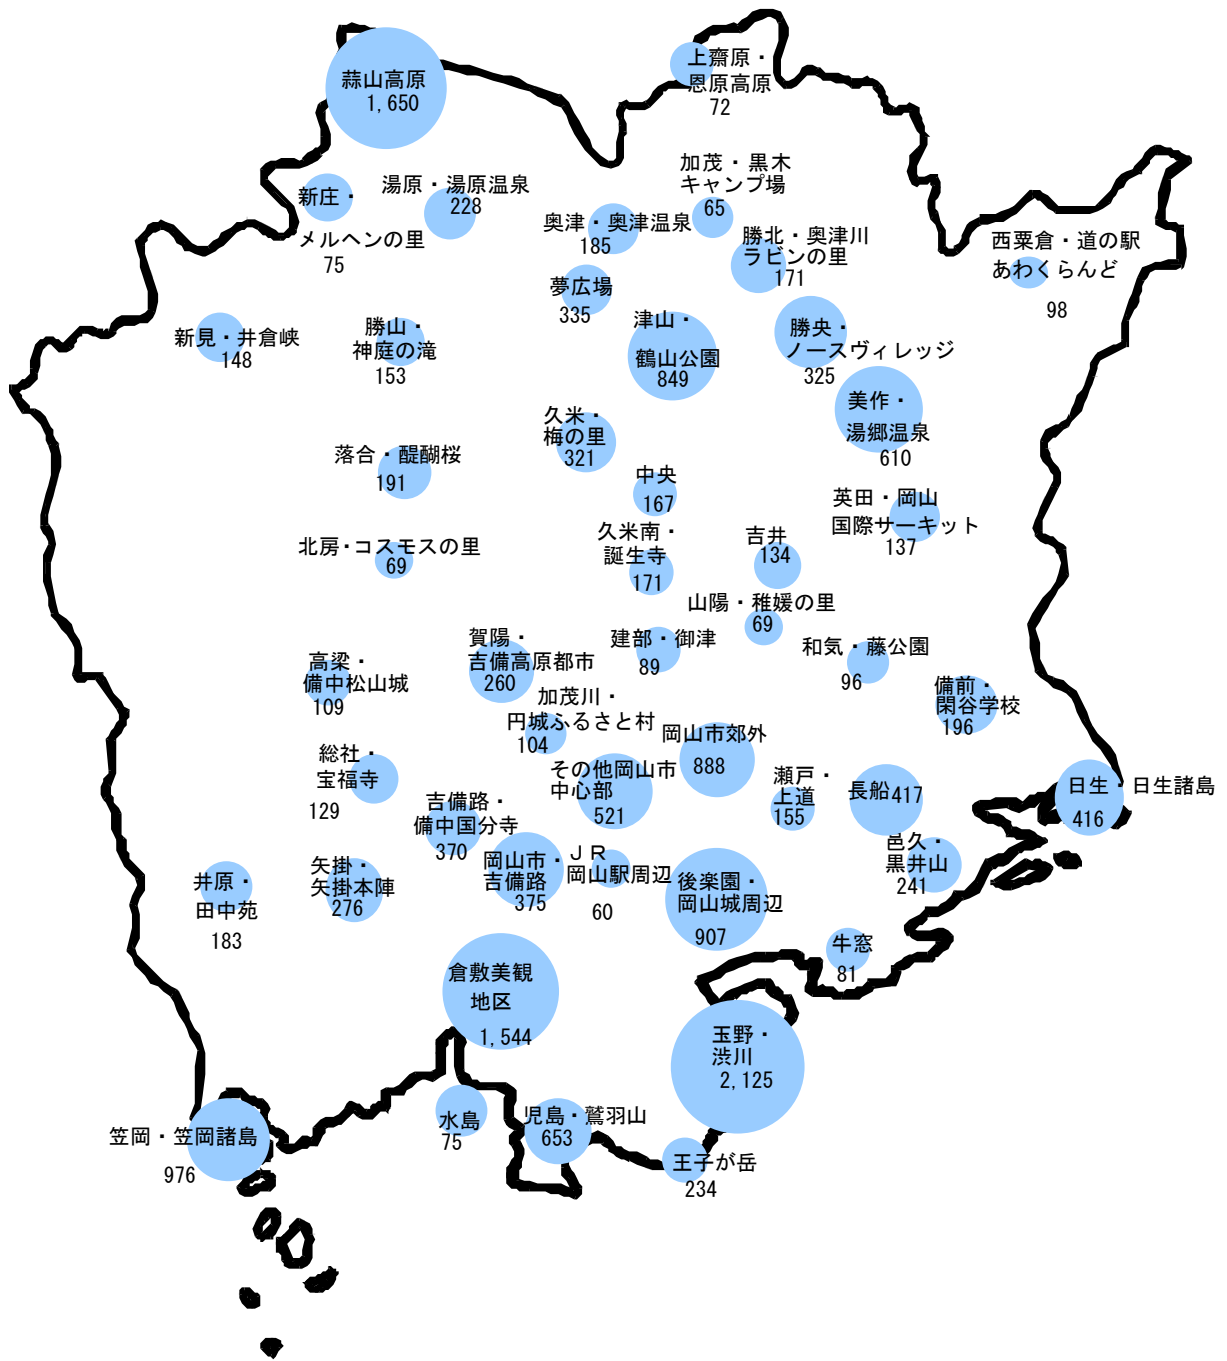 蒜山高原
1,650
上齋原・
恩原高原
72
新庄・
メルヘンの里
75
湯原・湯原温泉
228
奥津・奥津温泉
185
加茂・黒木
キャンプ場
65
勝北・奥津川
ラビンの里
171
西粟倉・道の駅
あわくらんど
98
夢広場
335
新見・井倉峡
148
勝山・
神庭の滝
153
津山・
鶴山公園
849
勝央・
ノースヴィレッジ
325
美作・
湯郷温泉
610
久米・
梅の里
321
落合・醍醐桜
191
中央
167
英田・岡山
国際サーキット
137
北房・コスモスの里
69
久米南・
誕生寺
171
吉井
134
山陽・稚媛の里
69
賀陽・
吉備高原都市
260
建部・御津
89
和気・藤公園
96
高梁・
備中松山城
109
備前・
閑谷学校
196
加茂川・
円城ふるさと村
104
岡山市郊外
888
総社・
宝福寺
129
その他岡山市
中心部
521
瀬戸・
上道
155
長船417
日生・日生諸島
416
吉備路・
備中国分寺
370
邑久・
黒井山
241
岡山市・
吉備路
375
ＪＲ
岡山駅周辺
60
後楽園・
岡山城周辺
907
井原・
田中苑
183
矢掛・
矢掛本陣
276
牛窓
81
倉敷美観
地区
1,544
玉野・
渋川
2,125
水島
75
児島・鷲羽山
653
王子が岳
234
笠岡・笠岡諸島
976